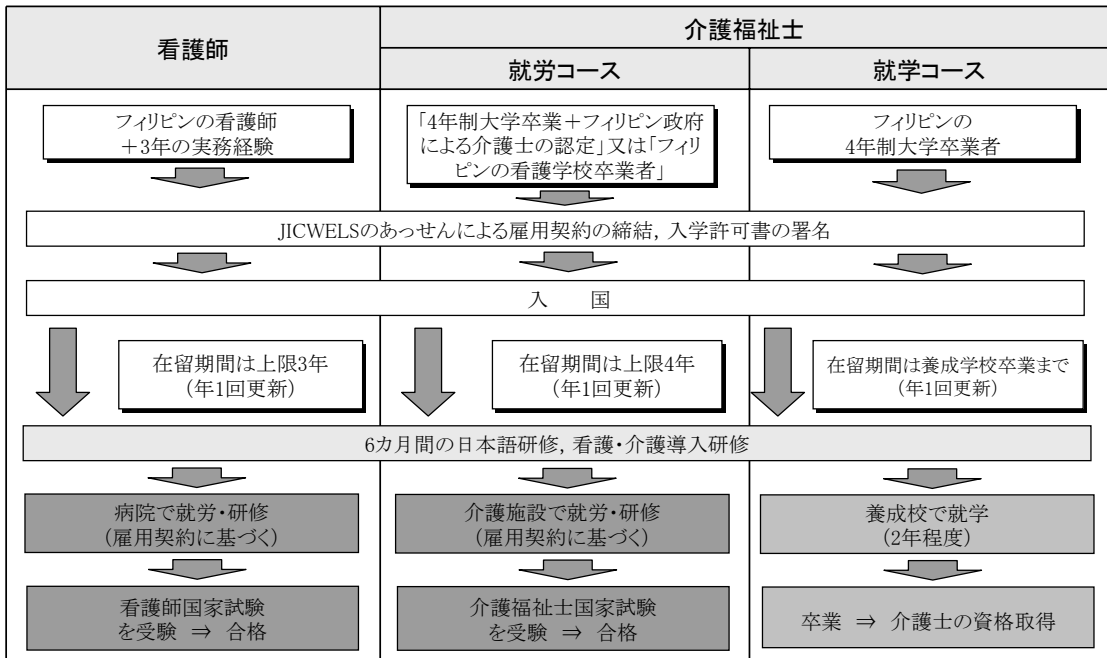 看護師
介護福祉士
就労コース
就学コース
フィリピンの看護師
＋3年の実務経験
「4年制大学卒業＋フィリピン政府
による介護士の認定」又は「フィリ
ピンの看護学校卒業者」
フィリピンの
4年制大学卒業者
JICWELSのあっせんによる雇用契約の締結，入学許可書の署名
入　　国
在留期間は上限3年
（年1回更新）
在留期間は上限4年
（年1回更新）
在留期間は養成学校卒業まで
（年1回更新）
6カ月間の日本語研修，看護・介護導入研修
病院で就労・研修
（雇用契約に基づく）
介護施設で就労・研修
（雇用契約に基づく）
養成校で就学
（2年程度）
看護師国家試験
を受験 ⇒ 合格
介護福祉士国家試験
を受験 ⇒ 合格
卒業 ⇒ 介護士の資格取得